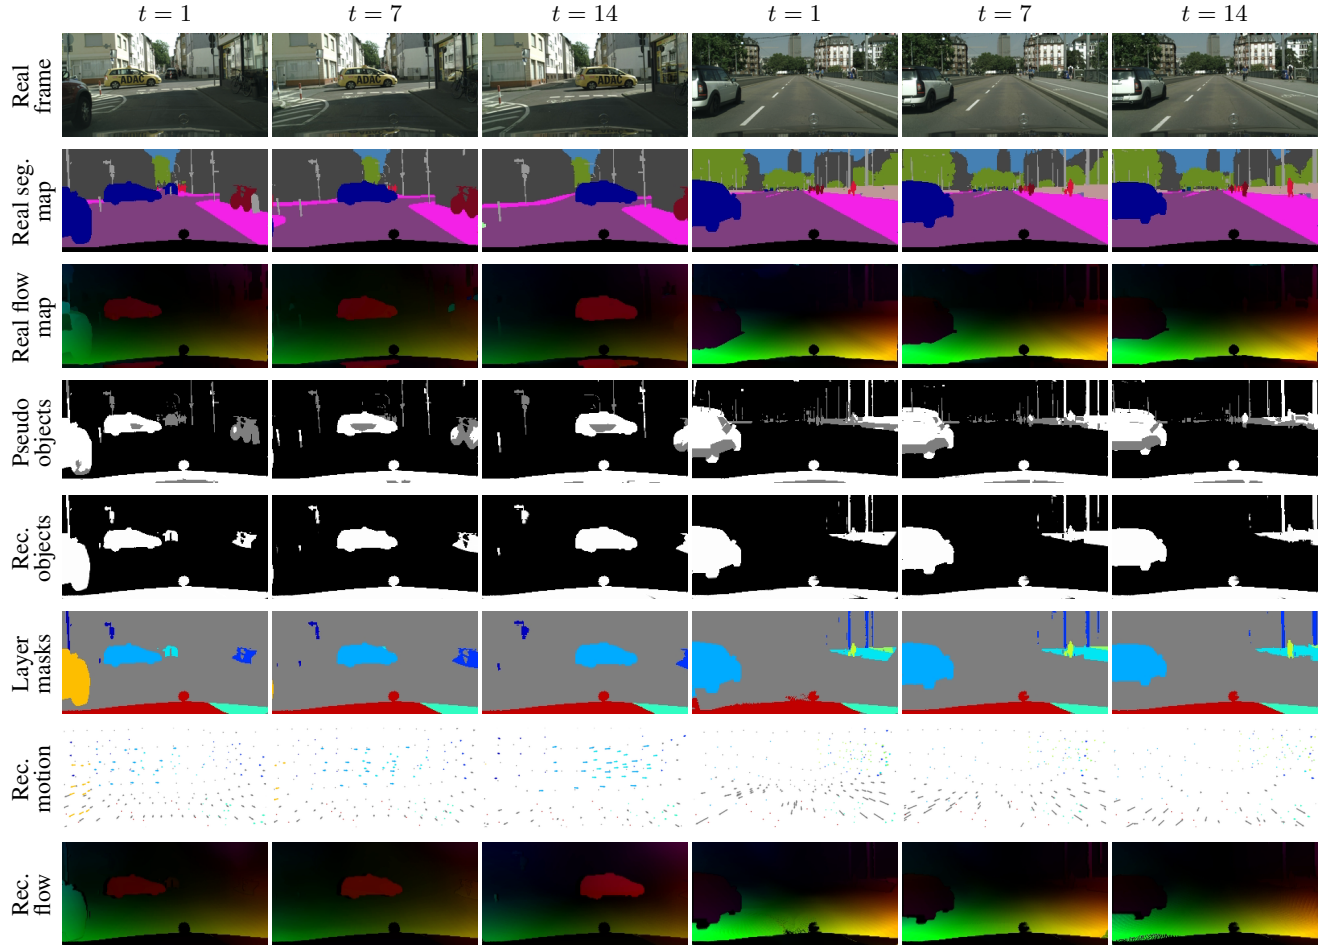 t = 1 t = 7 t = 14 t = 1 t = 7 t = 14
Real
frame
ADAC ADAC ADAC
Real seg.
map
Real flow
map
Pseudo
objects
Rec.
objects
Layer
masks
Rec.
motion
Rec.
flow